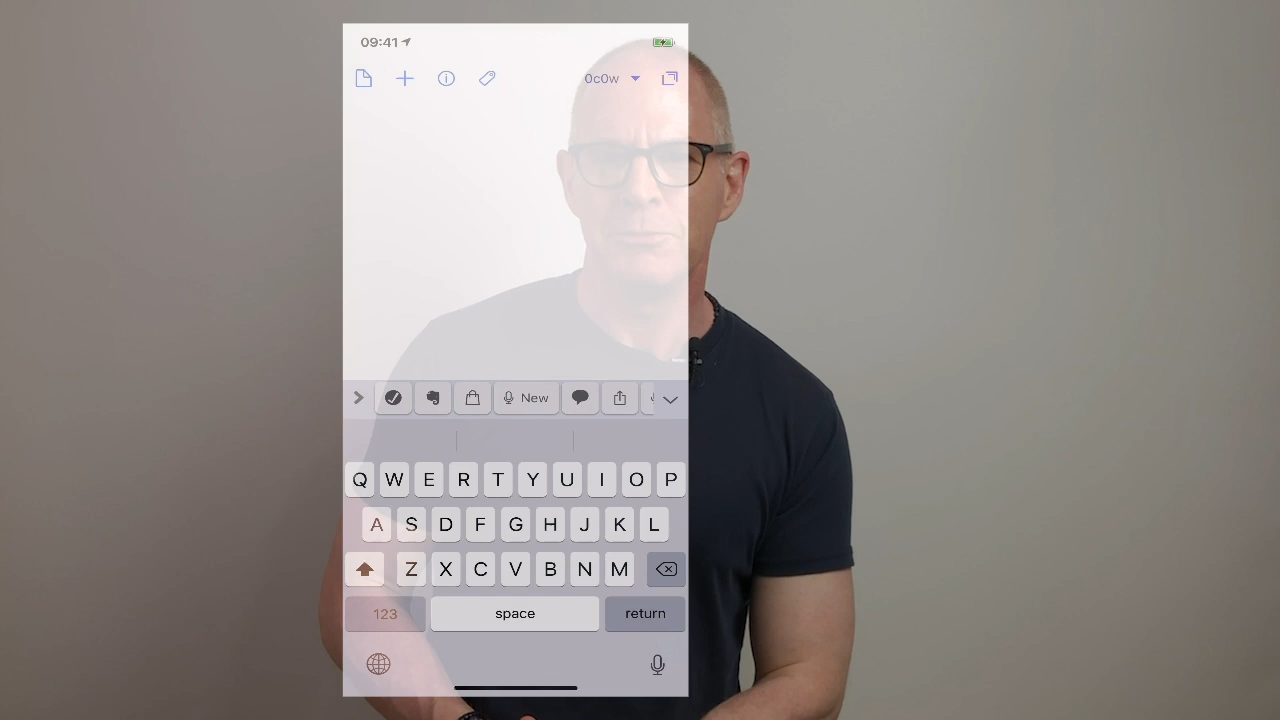 09:41
0c0w
New
Q W E R T Y U I O P
A S D F G H J K L
Z X C V B N M
123 space return